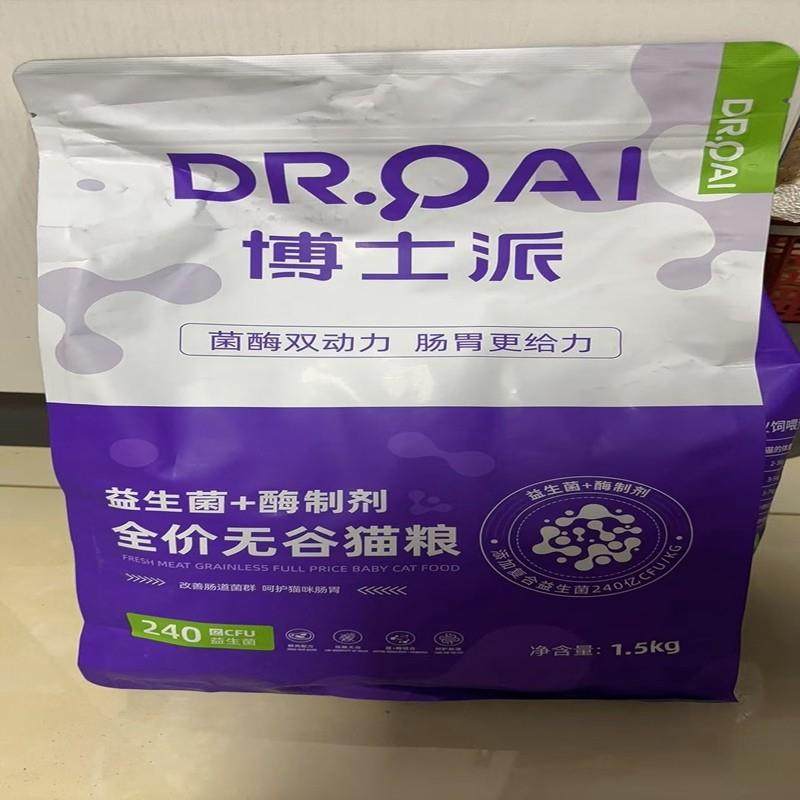 DR.PAI
DR.PAI
博士派
菌酶双动力 肠胃更给力
益生菌+酶制剂
全价无谷猫粮
FRESH MEAT GRAINLESS FULL PRICE BABY CAT FOOD
改善肠道菌群 呵护猫咪肠胃
益生菌+酶制剂
添加复合益生菌240亿CFU/KG
240 亿CFU
益生菌
净含量: 1.5kg
饲喂